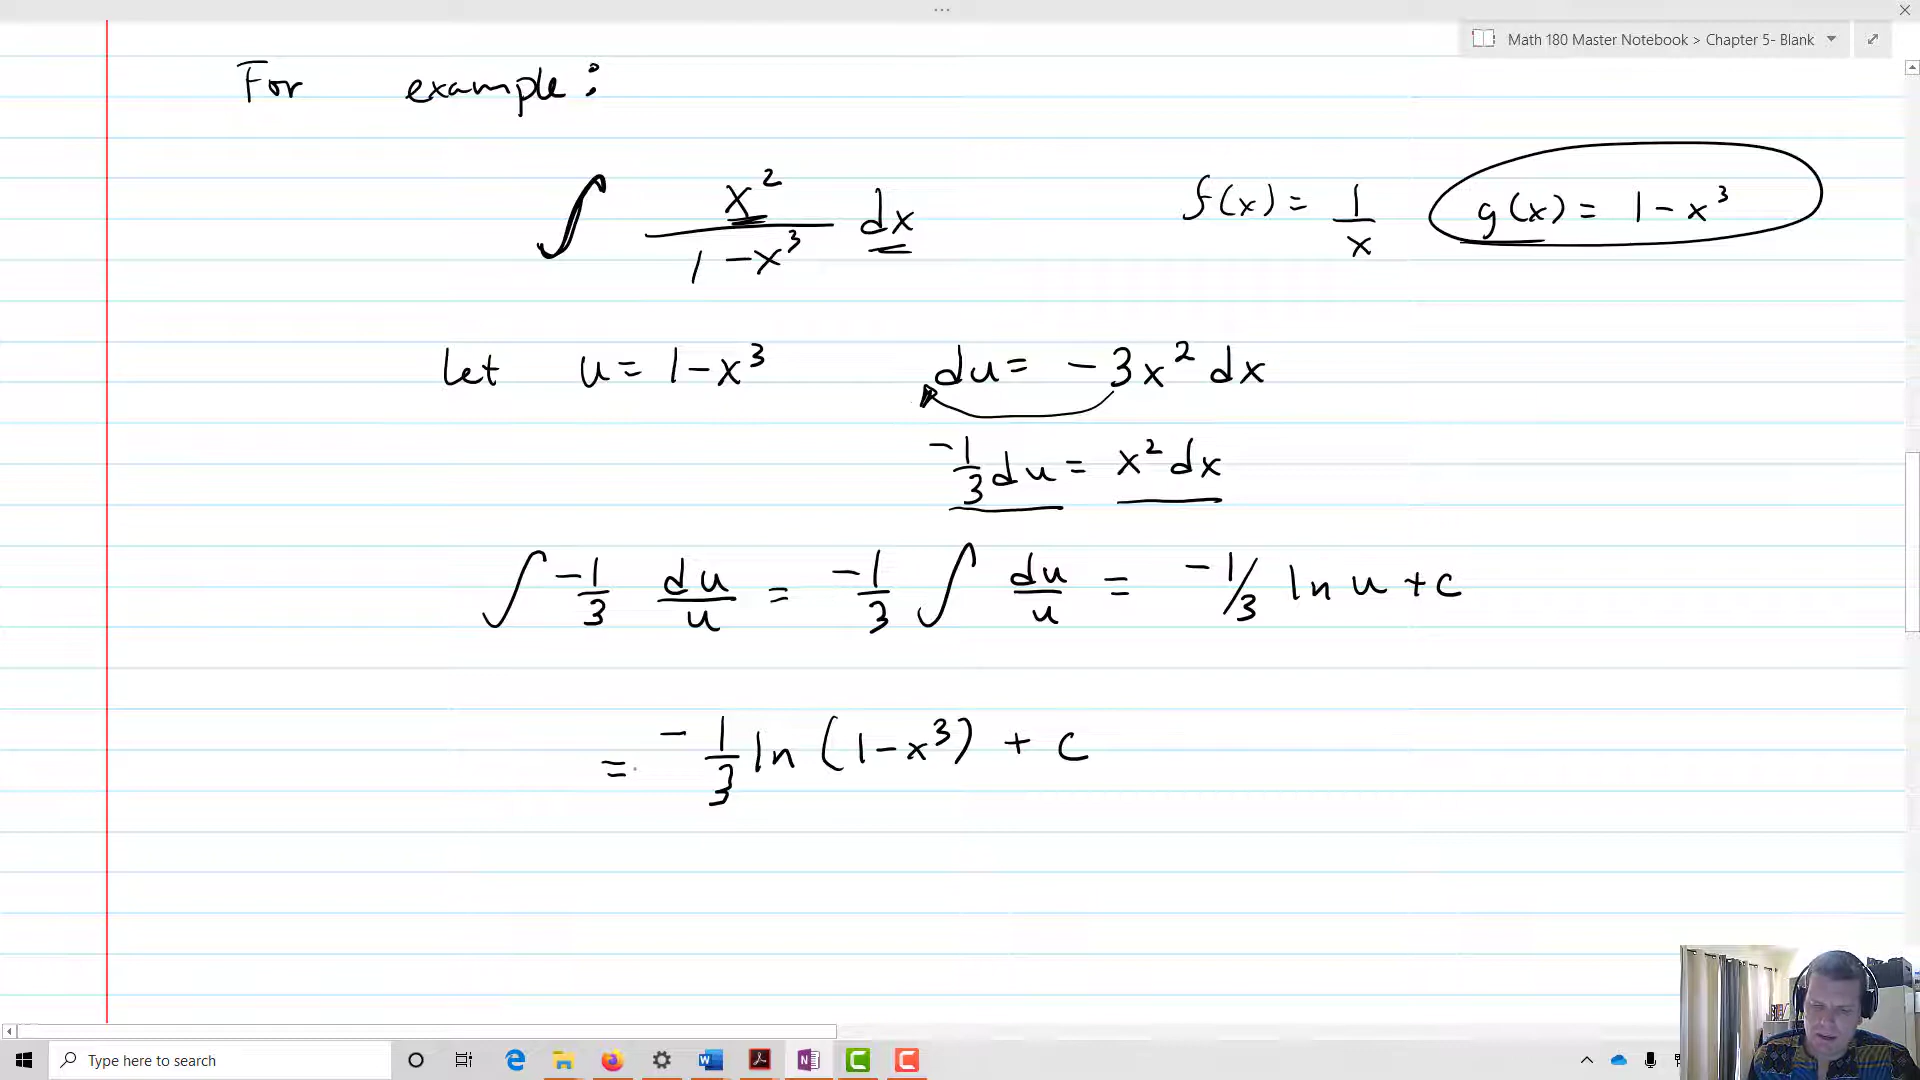 Math 180 Master Notebook > Chapter 5- Blank
For example:
∫ x²/(1-x³) dx f(x) = 1/x g(x) = 1-x³
Let u = 1-x³ du = -3x² dx
-1/3 du = x² dx
∫ -1/3 du/u = -1/3 ∫ du/u = -1/3 ln u + c
= -1/3 ln (1-x³) + c
Type here to search